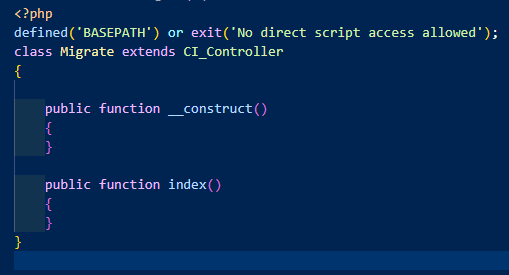 <?php
defined('BASEPATH') or exit('No direct script access allowed');
class Migrate extends CI_Controller
{
public function __construct()
{
}
public function index()
{
}
}